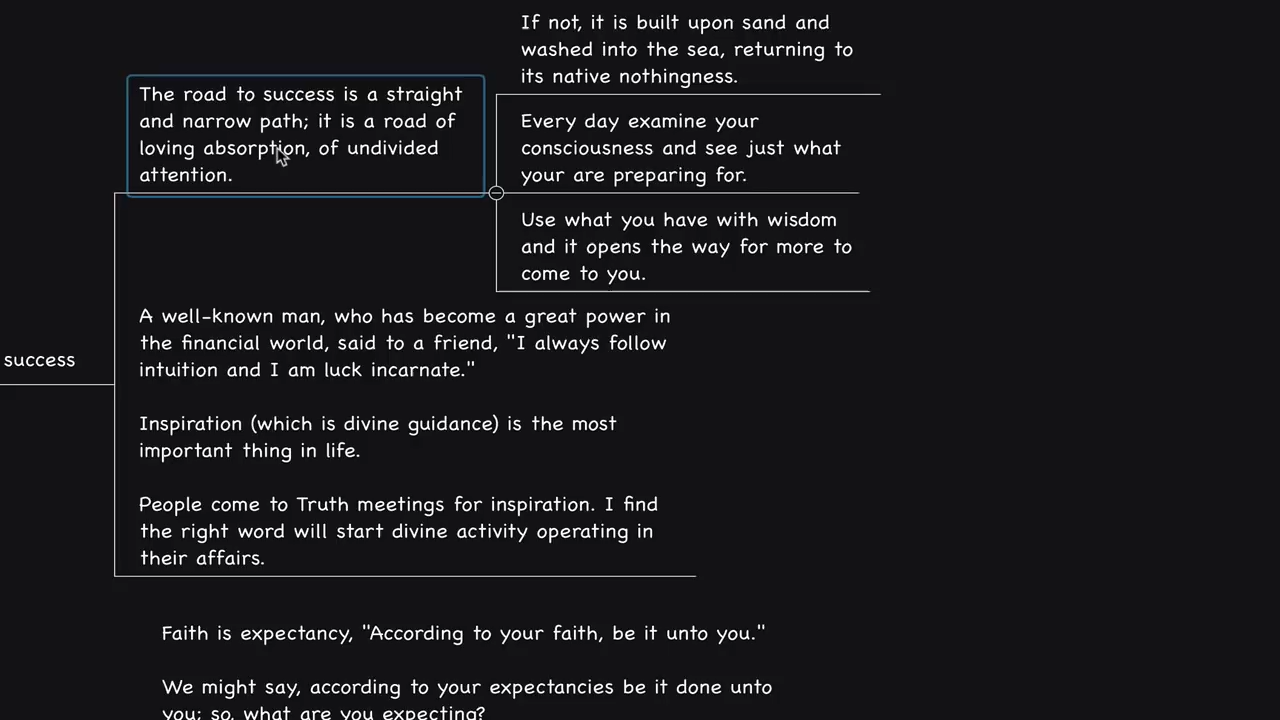 If not, it is built upon sand and
washed into the sea, returning to
its native nothingness.
The road to success is a straight
and narrow path; it is a road of
loving absorption, of undivided
attention.
Every day examine your
consciousness and see just what
your are preparing for.
Use what you have with wisdom
and it opens the way for more to
come to you.
success
A well-known man, who has become a great power in
the financial world, said to a friend, "I always follow
intuition and I am luck incarnate."
Inspiration (which is divine guidance) is the most
important thing in life.
People come to Truth meetings for inspiration. I find
the right word will start divine activity operating in
their affairs.
Faith is expectancy, "According to your faith, be it unto you."
We might say, according to your expectancies be it done unto
you; so, what are you expecting?